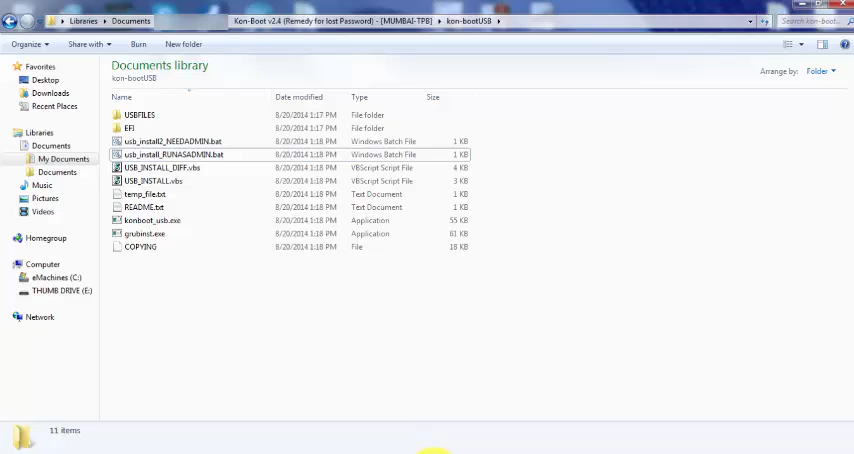 Libraries Documents Kon-Boot v2.4 (Remedy for lost Password) - [MUMBAI-TPB] kon-bootUSB Search kon-boot...
Organize Share with Burn New folder
Favorites
Desktop
Downloads
Recent Places
Libraries
Documents
My Documents
Documents
Music
Pictures
Videos
Homegroup
Computer
eMachines (C:)
THUMB DRIVE (E:)
Network
Documents library
kon-bootUSB
Arrange by: Folder
Name Date modified Type Size
USBFILES 8/20/2014 1:17 PM File folder
EFI 8/20/2014 1:17 PM File folder
usb_install2_NEEDADMIN.bat 8/20/2014 1:18 PM Windows Batch File 1 KB
usb_install_RUNASADMIN.bat 8/20/2014 1:18 PM Windows Batch File 1 KB
USB_INSTALL_DIFF.vbs 8/20/2014 1:18 PM VBScript Script File 4 KB
USB_INSTALL.vbs 8/20/2014 1:18 PM VBScript Script File 3 KB
temp_file.txt 8/20/2014 1:18 PM Text Document 1 KB
README.txt 8/20/2014 1:18 PM Text Document 1 KB
konboot_usb.exe 8/20/2014 1:18 PM Application 55 KB
grubinst.exe 8/20/2014 1:18 PM Application 61 KB
COPYING 8/20/2014 1:18 PM File 18 KB
11 items